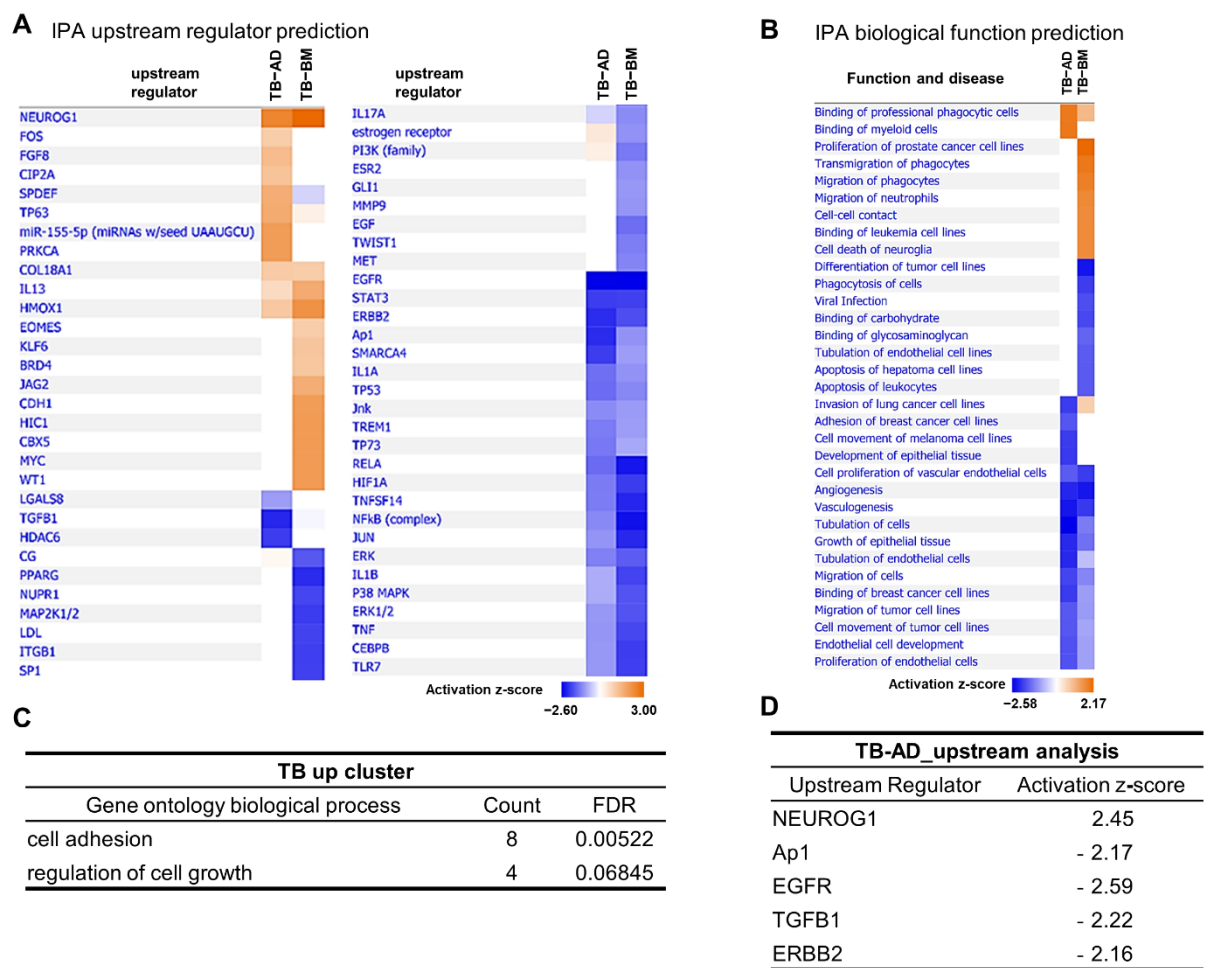 A IPA upstream regulator prediction
upstream regulator TB-AD TB-BM
NEUROG1
FOS
FGF8
CIP2A
SPDEF
TP63
miR-155-5p (miRNAs w/seed UAAUGCU)
PRKCA
COL18A1
IL13
HMOX1
EOMES
KLF6
BRD4
JAG2
CDH1
HIC1
CBX5
MYC
WT1
LGALS8
TGFB1
HDAC6
CG
PPARG
NUPR1
MAP2K1/2
LDL
ITGB1
SP1
upstream regulator TB-AD TB-BM
IL17A
estrogen receptor
PI3K (family)
ESR2
GLI1
MMP9
EGF
TWIST1
MET
EGFR
STAT3
ERBB2
Ap1
SMARCA4
IL1A
TP53
Jnk
TREM1
TP73
RELA
HIF1A
TNFSF14
NFkB (complex)
JUN
ERK
IL1B
P38 MAPK
ERK1/2
TNF
CEBPB
TLR7
Activation z-score
−2.60 3.00
B IPA biological function prediction
Function and disease TB-AD TB-BM
Binding of professional phagocytic cells
Binding of myeloid cells
Proliferation of prostate cancer cell lines
Transmigration of phagocytes
Migration of phagocytes
Migration of neutrophils
Cell-cell contact
Binding of leukemia cell lines
Cell death of neuroglia
Differentiation of tumor cell lines
Phagocytosis of cells
Viral Infection
Binding of carbohydrate
Binding of glycosaminoglycan
Tubulation of endothelial cell lines
Apoptosis of hepatoma cell lines
Apoptosis of leukocytes
Invasion of lung cancer cell lines
Adhesion of breast cancer cell lines
Cell movement of melanoma cell lines
Development of epithelial tissue
Cell proliferation of vascular endothelial cells
Angiogenesis
Vasculogenesis
Tubulation of cells
Growth of epithelial tissue
Tubulation of endothelial cells
Migration of cells
Binding of breast cancer cell lines
Migration of tumor cell lines
Cell movement of tumor cell lines
Endothelial cell development
Proliferation of endothelial cells
Activation z-score
−2.58 2.17
C
TB up cluster
Gene ontology biological process Count FDR
cell adhesion 8 0.00522
regulation of cell growth 4 0.06845
D
TB-AD_upstream analysis
Upstream Regulator Activation z-score
NEUROG1 2.45
Ap1 - 2.17
EGFR - 2.59
TGFB1 - 2.22
ERBB2 - 2.16